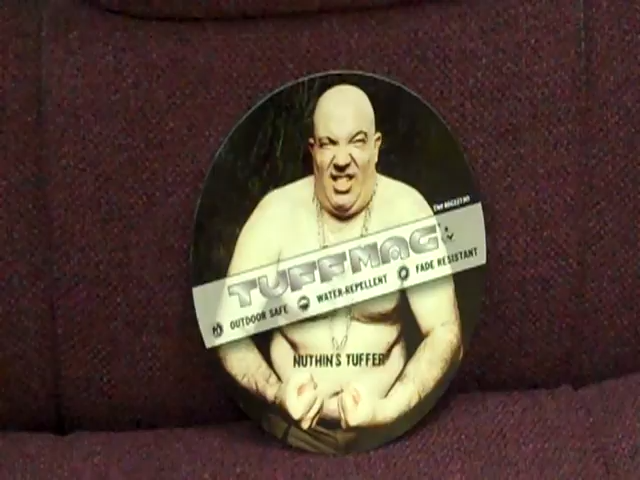 TUFFMAG
OUTDOOR SAFE WATER-REPELLENT FADE RESISTANT
NUTHIN'S TUFFER